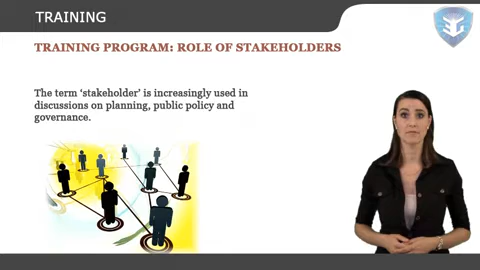 TRAINING
TRAINING PROGRAM: ROLE OF STAKEHOLDERS
The term ‘stakeholder’ is increasingly used in
discussions on planning, public policy and
governance.